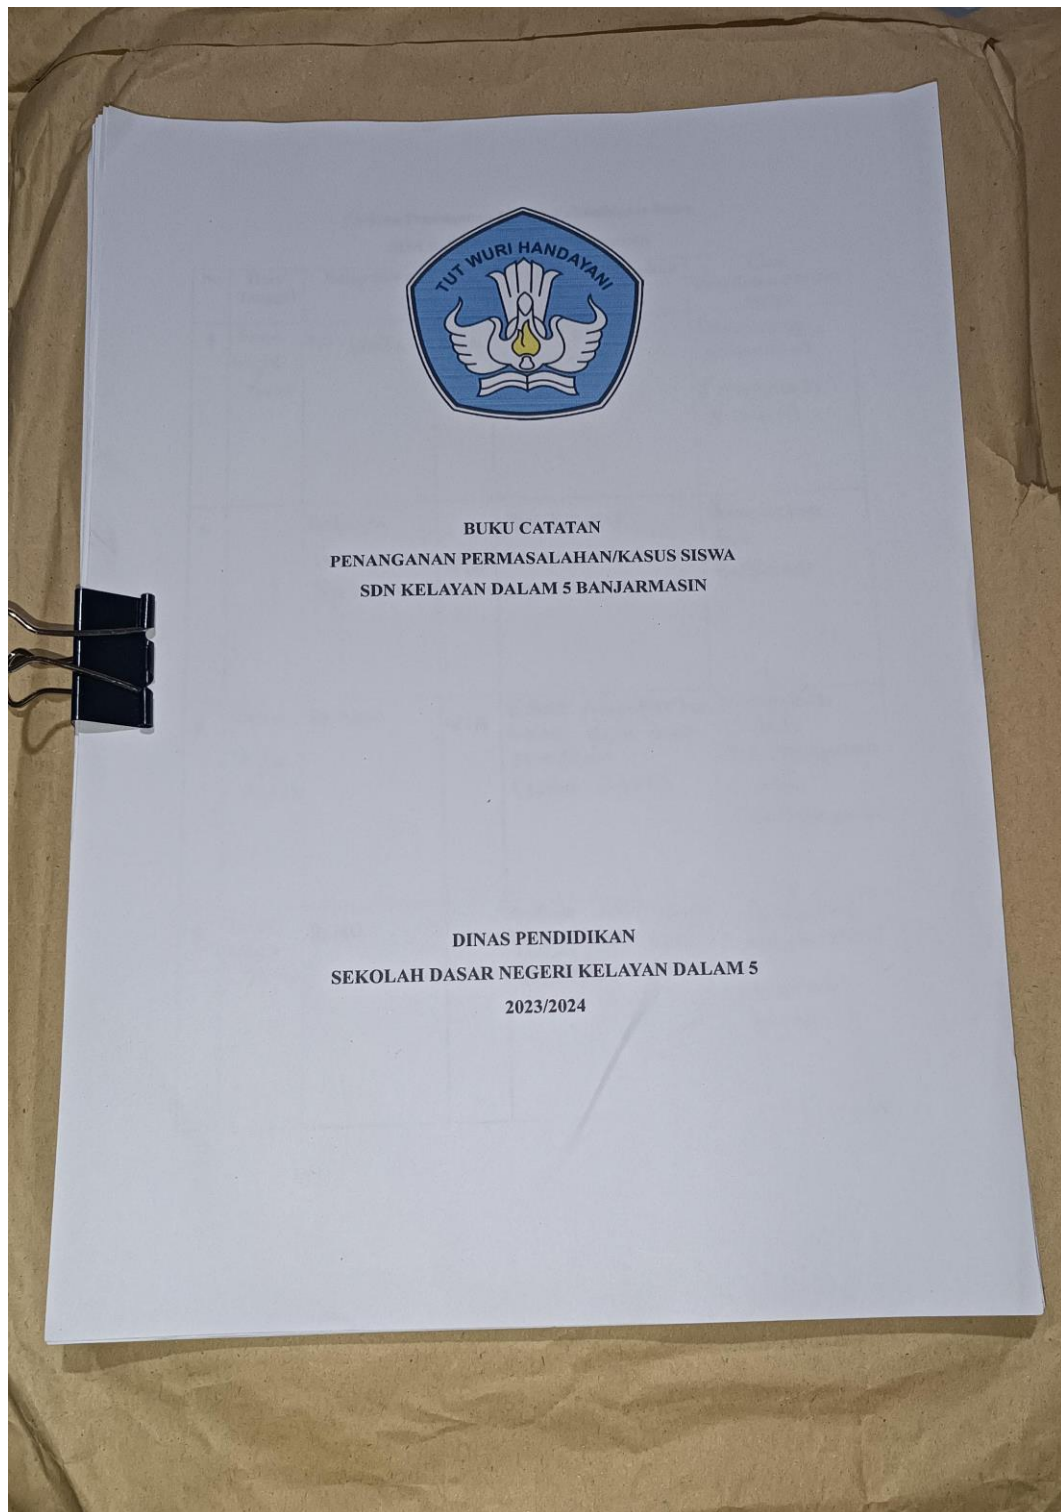 TUT WURI HANDAYANI
BUKU CATATAN
PENANGANAN PERMASALAHAN/KASUS SISWA
SDN KELAYAN DALAM 5 BANJARMASIN
DINAS PENDIDIKAN
SEKOLAH DASAR NEGERI KELAYAN DALAM 5
2023/2024